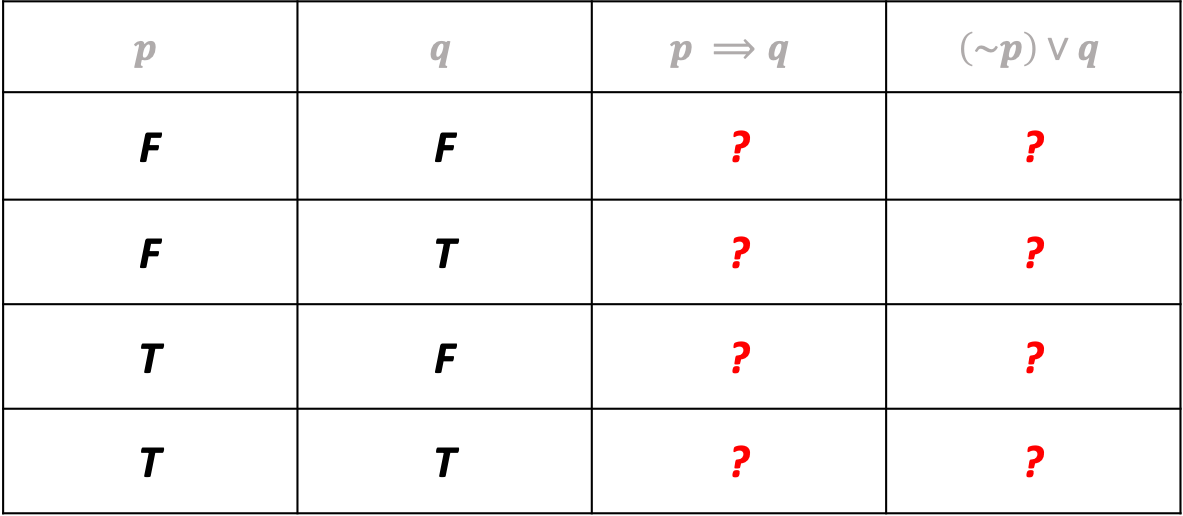 p q p ⟹ q (~p) ∨ q
F F ? ?
F T ? ?
T F ? ?
T T ? ?